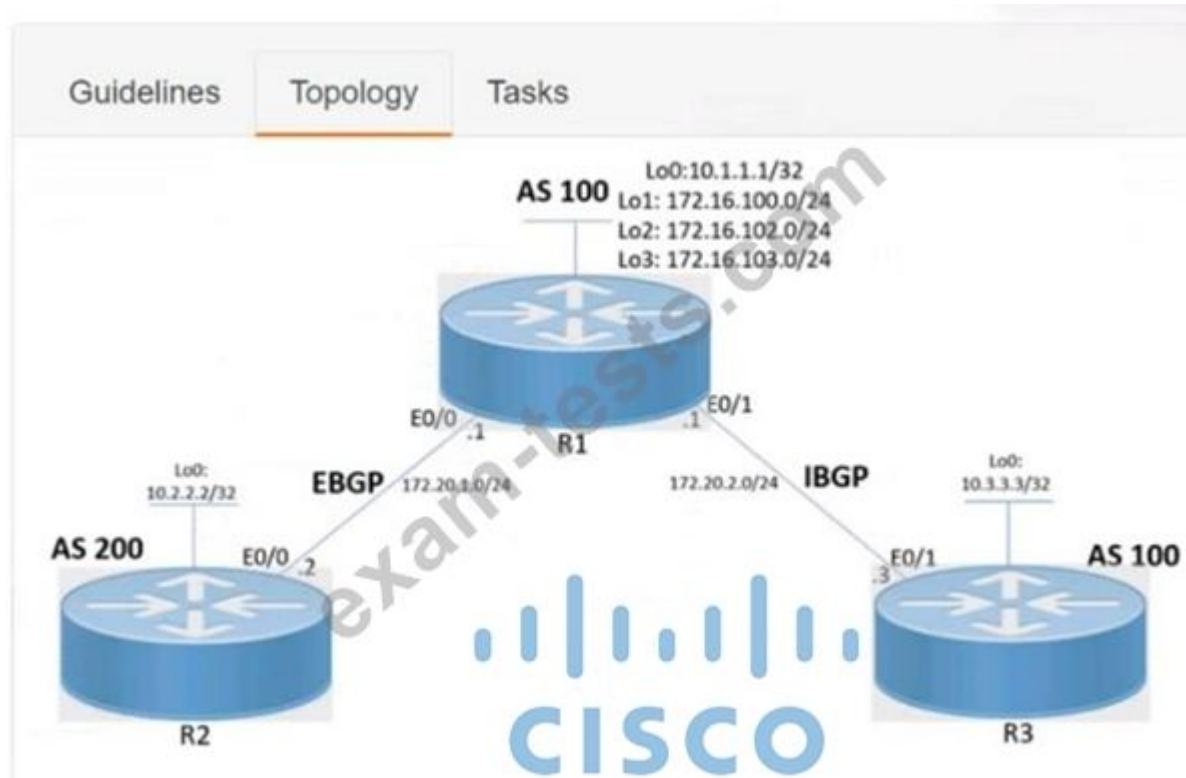 Guidelines Topology Tasks
AS 100
Lo0:10.1.1.1/32
Lo1: 172.16.100.0/24
Lo2: 172.16.102.0/24
Lo3: 172.16.103.0/24
E0/0
.1
R1
.1
E0/1
Lo0:
10.2.2.2/32
EBGP
172.20.1.0/24
172.20.2.0/24
IBGP
Lo0:
10.3.3.3/32
AS 200
E0/0
.2
E0/1
.3
AS 100
R2
CISCO
R3
exam-tests.com